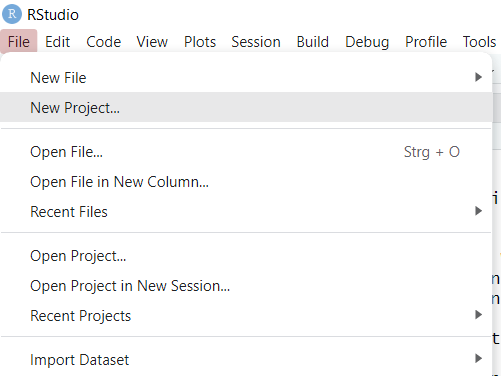 R RStudio
File Edit Code View Plots Session Build Debug Profile Tools
New File
New Project...
Open File... Strg + O
Open File in New Column...
Recent Files
Open Project...
Open Project in New Session...
Recent Projects
Import Dataset